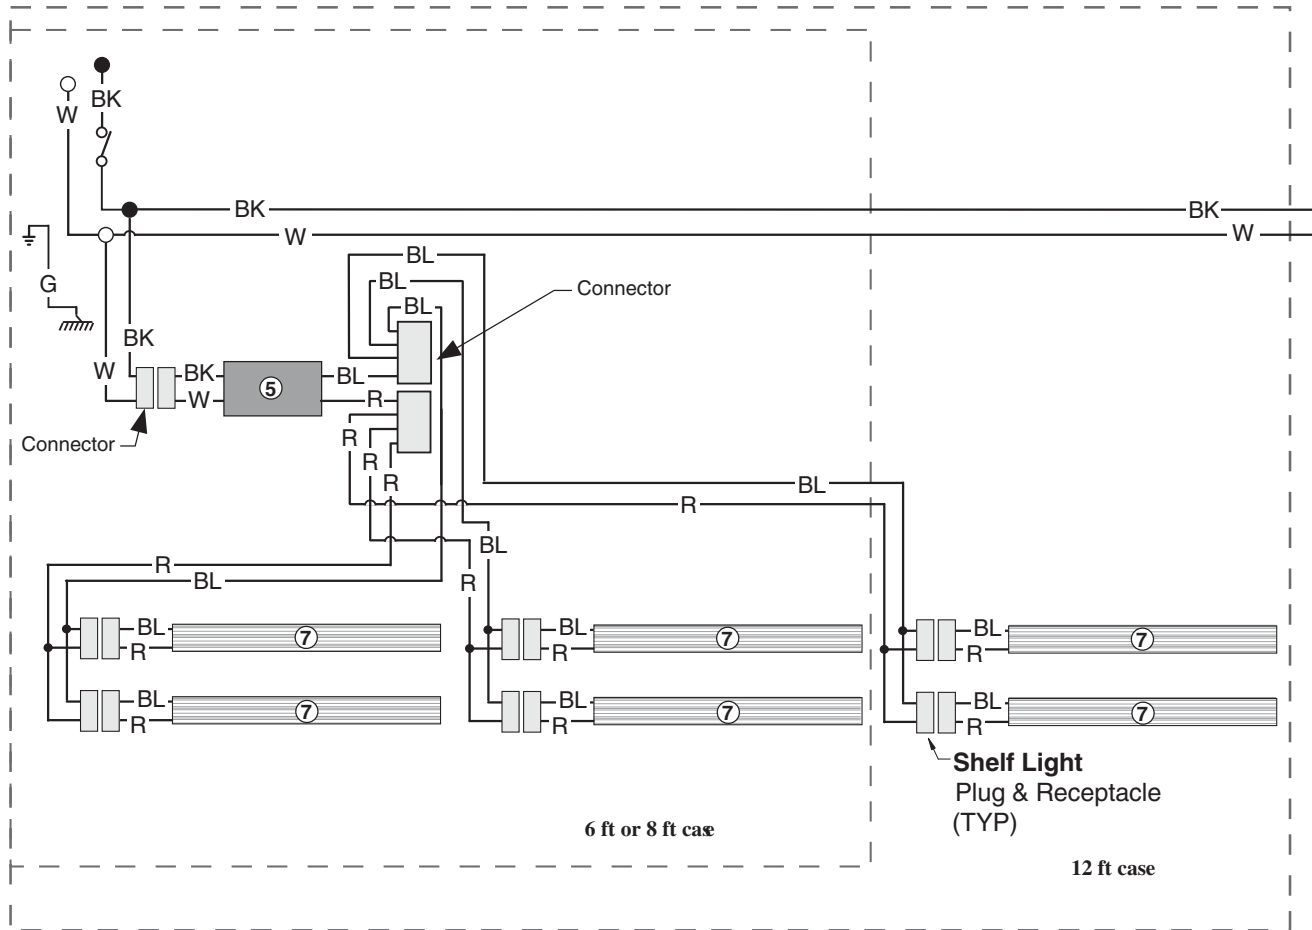 BK
W
BK
BK
W
W
BL
BL
Connector
G
BL
BK
W
BK
BL
5
W
R
Connector
R
R
R
BL
R
BL
R
R
BL
BL
7
R
BL
7
R
BL
7
R
BL
7
R
BL
7
R
BL
7
R
Shelf Light
Plug & Receptacle
(TYP)
6 ft or 8 ft case
12 ft case